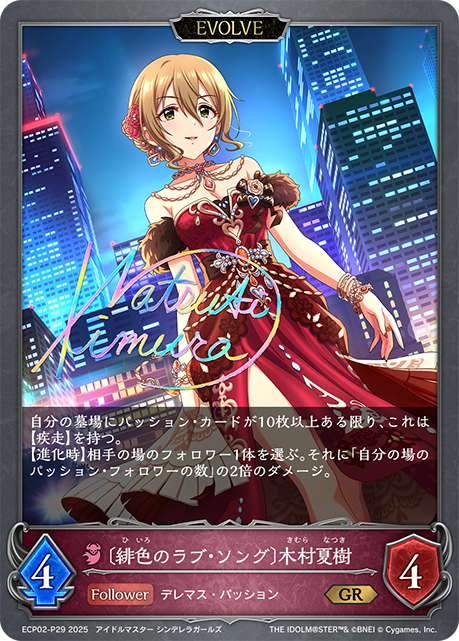 EVOLVE
Natsuki
Kimura
自分の墓場にパッション・カードが10枚以上ある限り、これは
【疾走】を持つ。
【進化時】相手の場のフォロワー1体を選ぶ。それに「自分の場の
パッション・フォロワーの数」の2倍のダメージ。
ひいろ きむら なつき
〔緋色のラブ・ソング〕木村夏樹
4
Follower デレマス・パッション GR
4
ECP02-P29 2025 アイドルマスター シンデレラガールズ THE IDOLM@STER™& ©BNEI © Cygames, Inc.